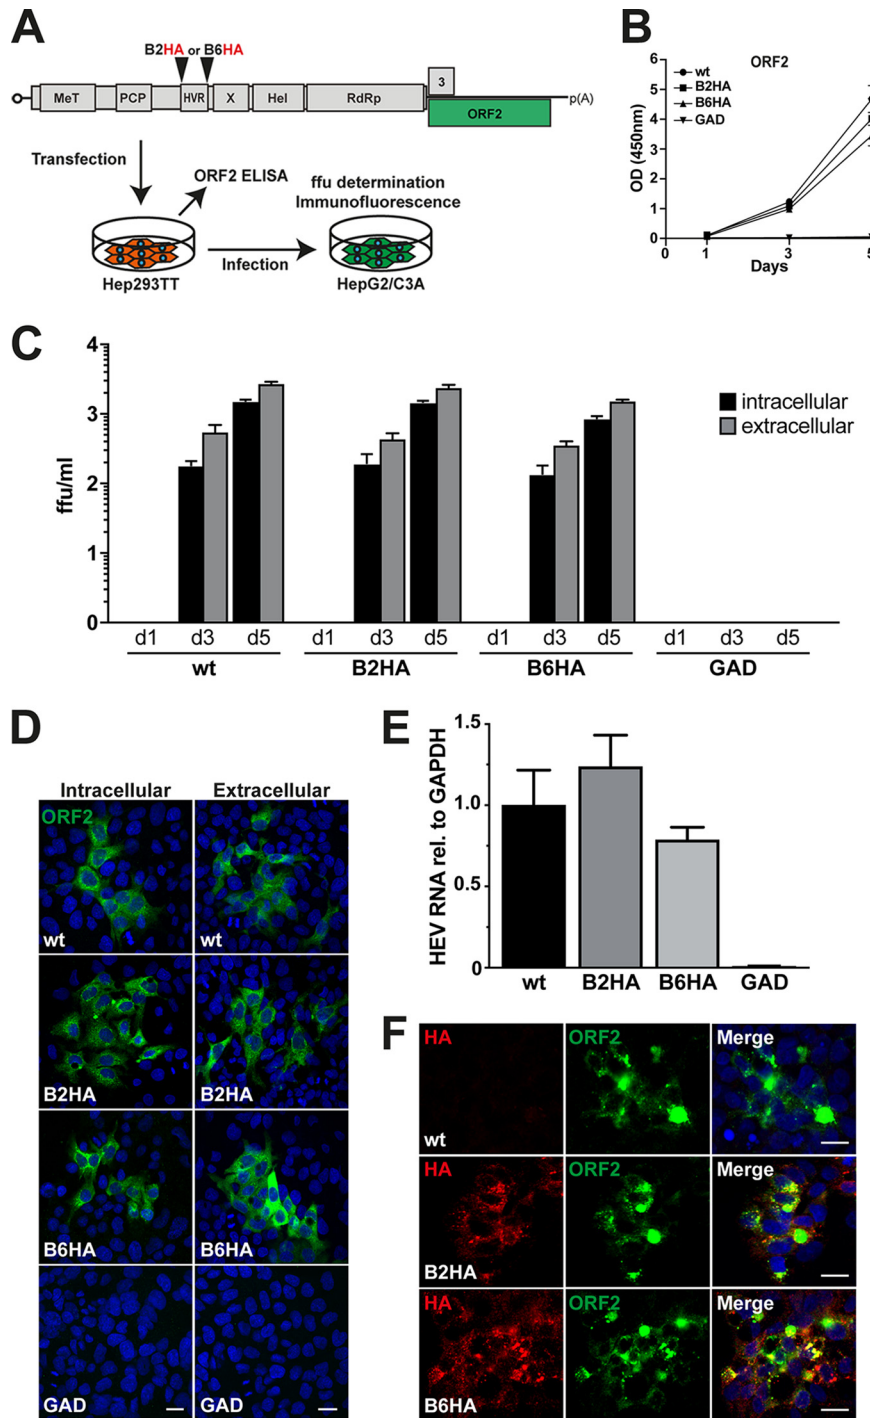 A
B2HA or B6HA
MeT
PCP
HVR
X
Hel
RdRp
3
ORF2
p(A)
Transfection
ORF2 ELISA
ffu determination
Immunofluorescence
Infection
Hep293TT
HepG2/C3A
B
ORF2
wt
B2HA
B6HA
GAD
OD (450nm)
6
5
4
3
2
1
0
0
1
3
5
Days
C
ffu/ml
4
3
2
1
0
intracellular
extracellular
d1 d3 d5 d1 d3 d5 d1 d3 d5 d1 d3 d5
wt B2HA B6HA GAD
D
Intracellular Extracellular
ORF2
wt wt
B2HA B2HA
B6HA B6HA
GAD GAD
E
HEV RNA rel. to GAPDH
1.5
1.0
0.5
0
wt B2HA B6HA GAD
F
HA ORF2 Merge
wt
HA ORF2 Merge
B2HA
HA ORF2 Merge
B6HA